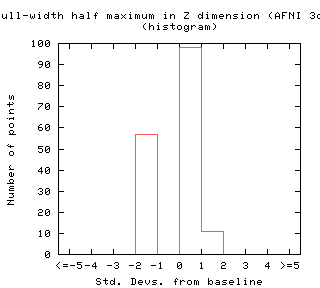 ull-width half maximum in Z dimension (AFNI 3d
(histogram)
100
90
80
70
60
50
40
30
20
10
0
Number of points
<=-5 -4 -3 -2 -1 0 1 2 3 4 >=5
Std. Devs. from baseline